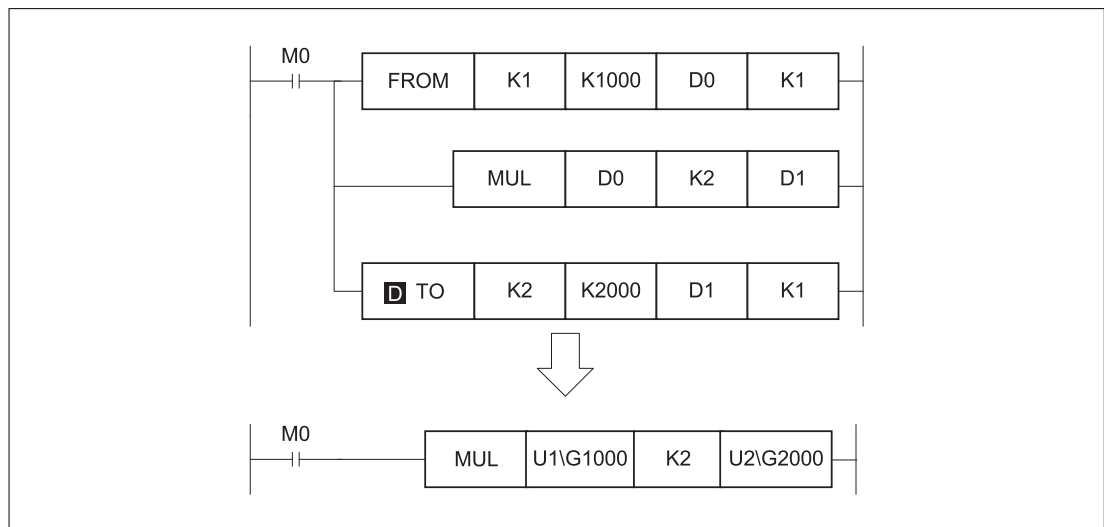 M0
FROM K1 K1000 D0 K1
MUL D0 K2 D1
D TO K2 K2000 D1 K1
M0
MUL U1\G1000 K2 U2\G2000